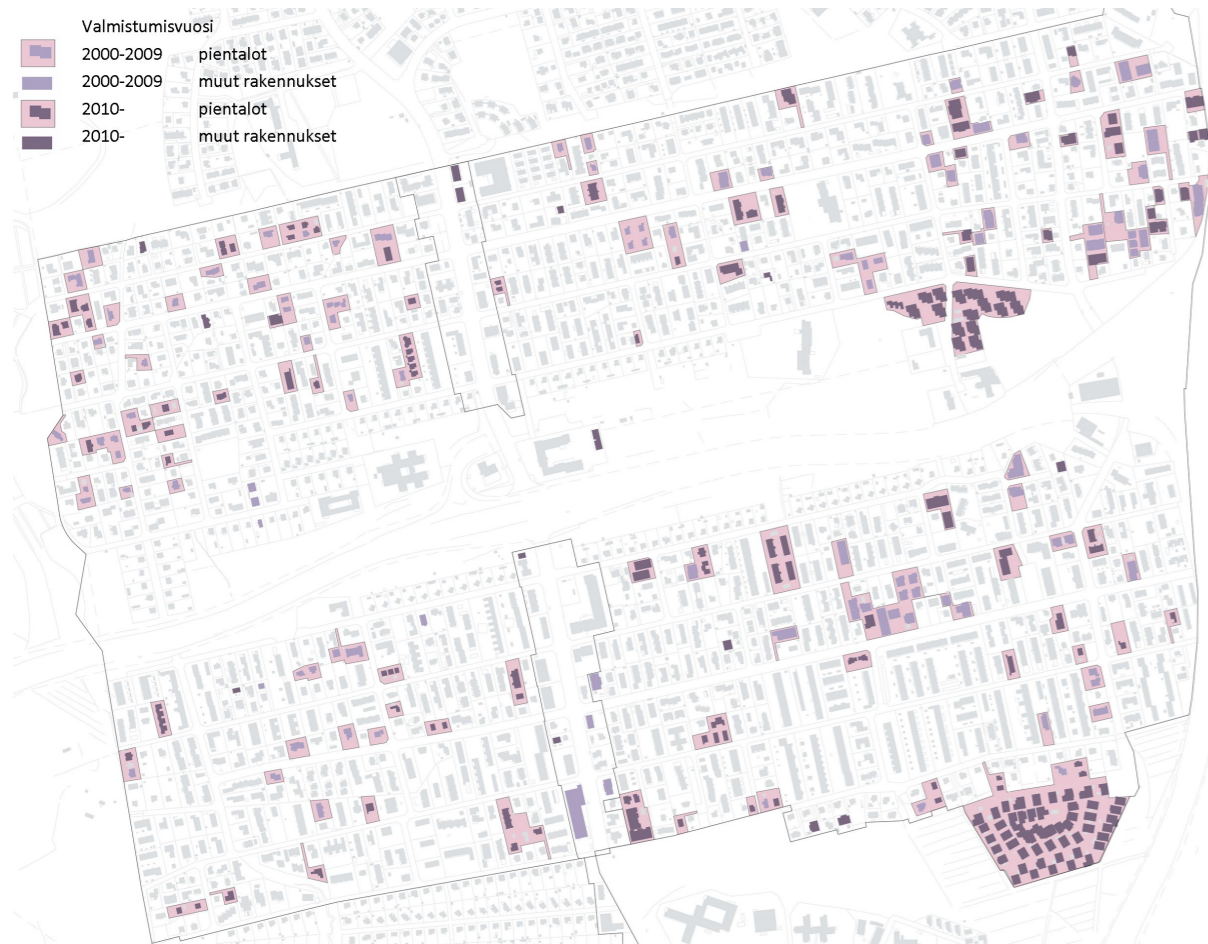 Valmistumisvuosi
2000-2009 pientalot
2000-2009 muut rakennukset
2010- pientalot
2010- muut rakennukset